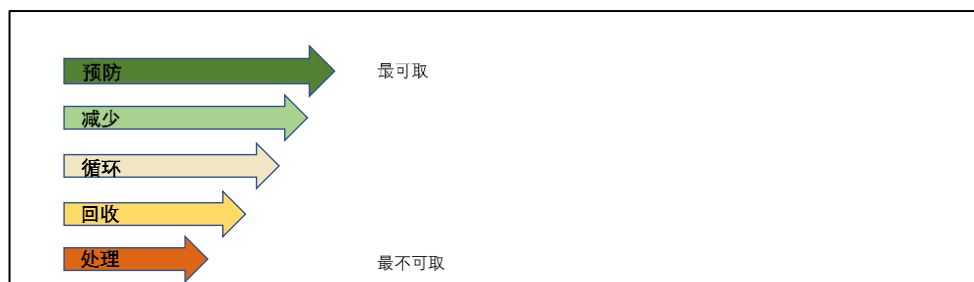 预防 最可取
减少
循环
回收
处理 最不可取